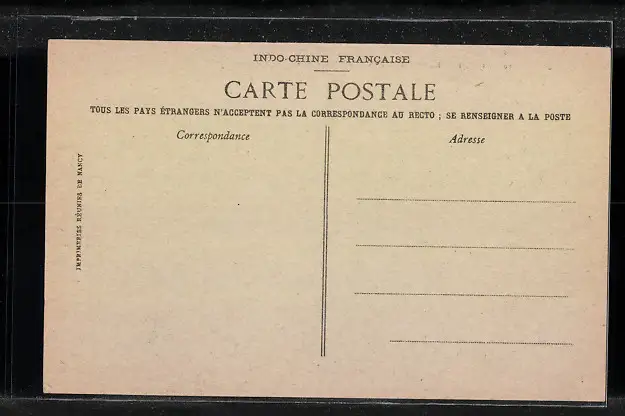 INDO-CHINE FRANÇAISE
CARTE POSTALE
TOUS LES PAYS ÉTRANGERS N'ACCEPTENT PAS LA CORRESPONDANCE AU RECTO ; SE RENSEIGNER A LA POSTE
Correspondance
Adresse
IMPRIMERIES RÉUNIES DE NANCY